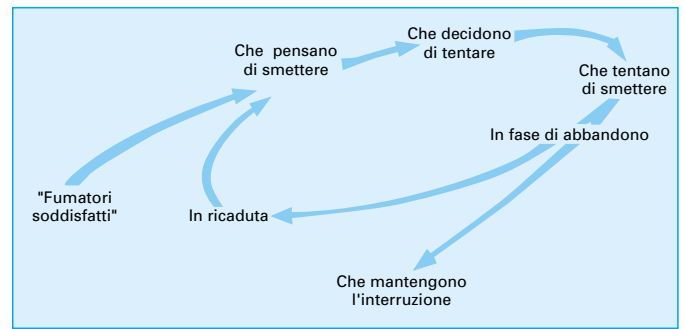 Che pensano
di smettere
Che decidono
di tentare
Che tentano
di smettere
In fase di abbandono
"Fumatori
soddisfatti"
In ricaduta
Che mantengono
l'interruzione